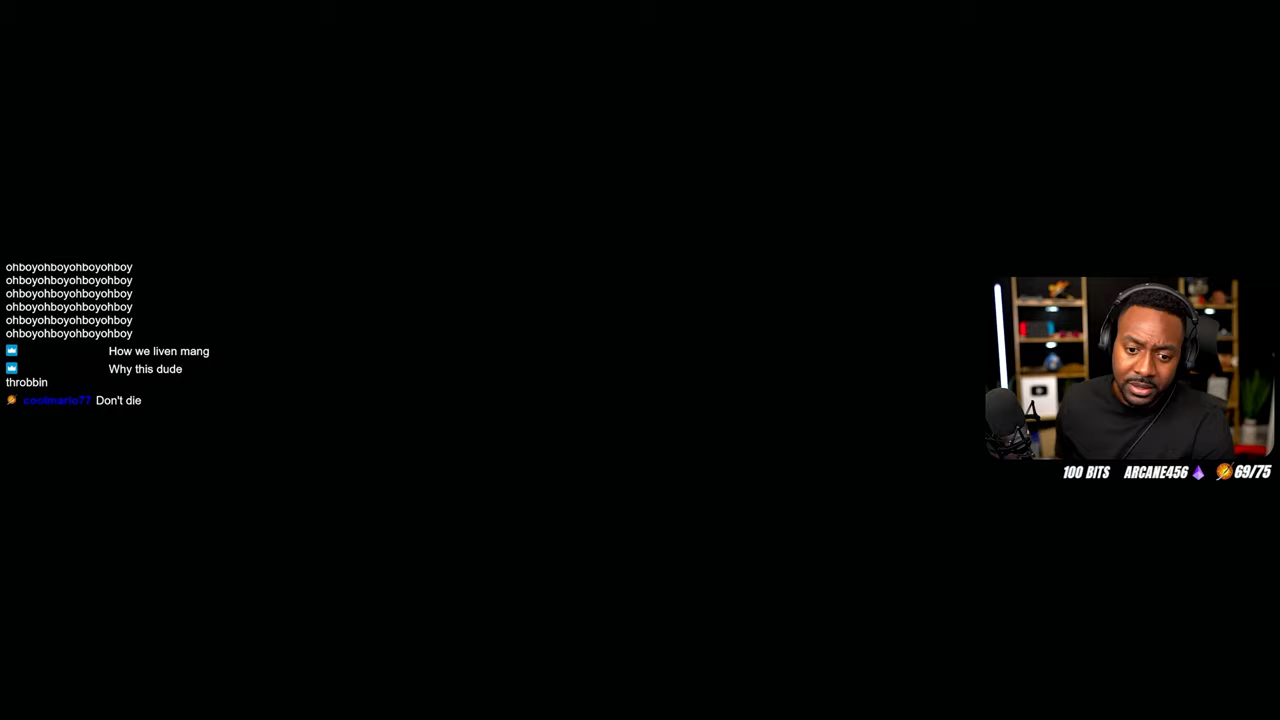 ohboyohboyohboyohboy
ohboyohboyohboyohboy
ohboyohboyohboyohboy
ohboyohboyohboyohboy
ohboyohboyohboyohboy
ohboyohboyohboyohboy
How we liven mang
Why this dude
throbbin
coolmario77 Don't die
100 BITS ARCANE456 69/75